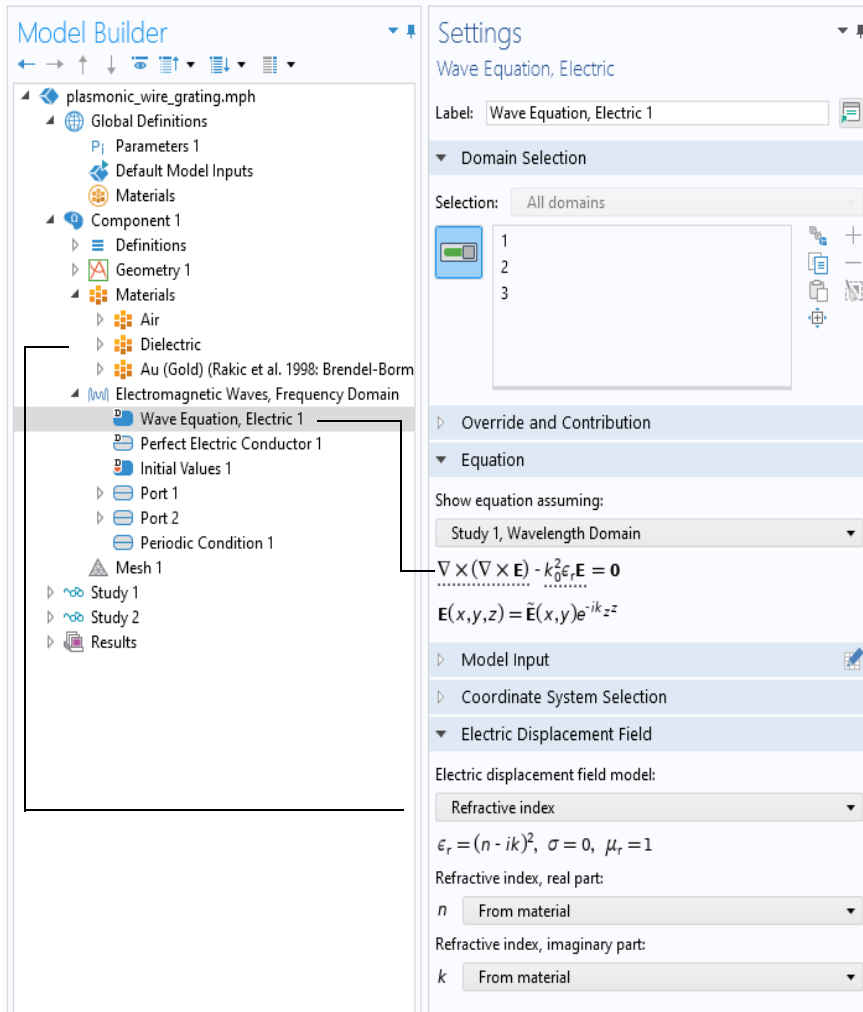 Model Builder
plasmonic_wire_grating.mph
Global Definitions
Pi Parameters 1
Default Model Inputs
Materials
Component 1
Definitions
Geometry 1
Materials
Air
Dielectric
Au (Gold) (Rakic et al. 1998: Brendel-Borm
Electromagnetic Waves, Frequency Domain
Wave Equation, Electric 1
Perfect Electric Conductor 1
Initial Values 1
Port 1
Port 2
Periodic Condition 1
Mesh 1
Study 1
Study 2
Results
Settings
Wave Equation, Electric
Label: Wave Equation, Electric 1
Domain Selection
Selection: All domains
1
2
3
Override and Contribution
Equation
Show equation assuming:
Study 1, Wavelength Domain
∇ × (∇ × E) - k₀²ϵᵣE = 0
E(x,y,z) = Ẽ(x,y)e^{-ik_z z}
Model Input
Coordinate System Selection
Electric Displacement Field
Electric displacement field model:
Refractive index
ϵᵣ = (n - ik)², σ = 0, μᵣ = 1
Refractive index, real part:
n From material
Refractive index, imaginary part:
k From material